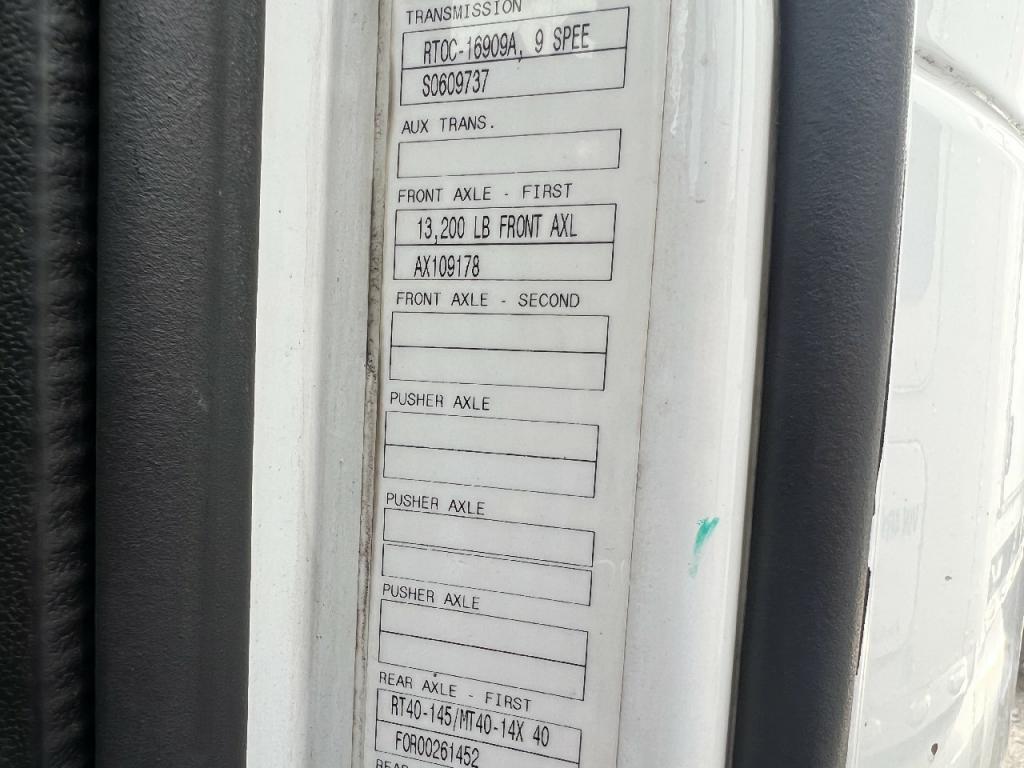 TRANSMISSION
RTOC-16909A, 9 SPEE
S0609737
AUX TRANS.
FRONT AXLE - FIRST
13,200 LB FRONT AXL
AX109178
FRONT AXLE - SECOND
PUSHER AXLE
PUSHER AXLE
PUSHER AXLE
REAR AXLE - FIRST
RT40-145/MT40-14X 40
FOR00261452
REAR